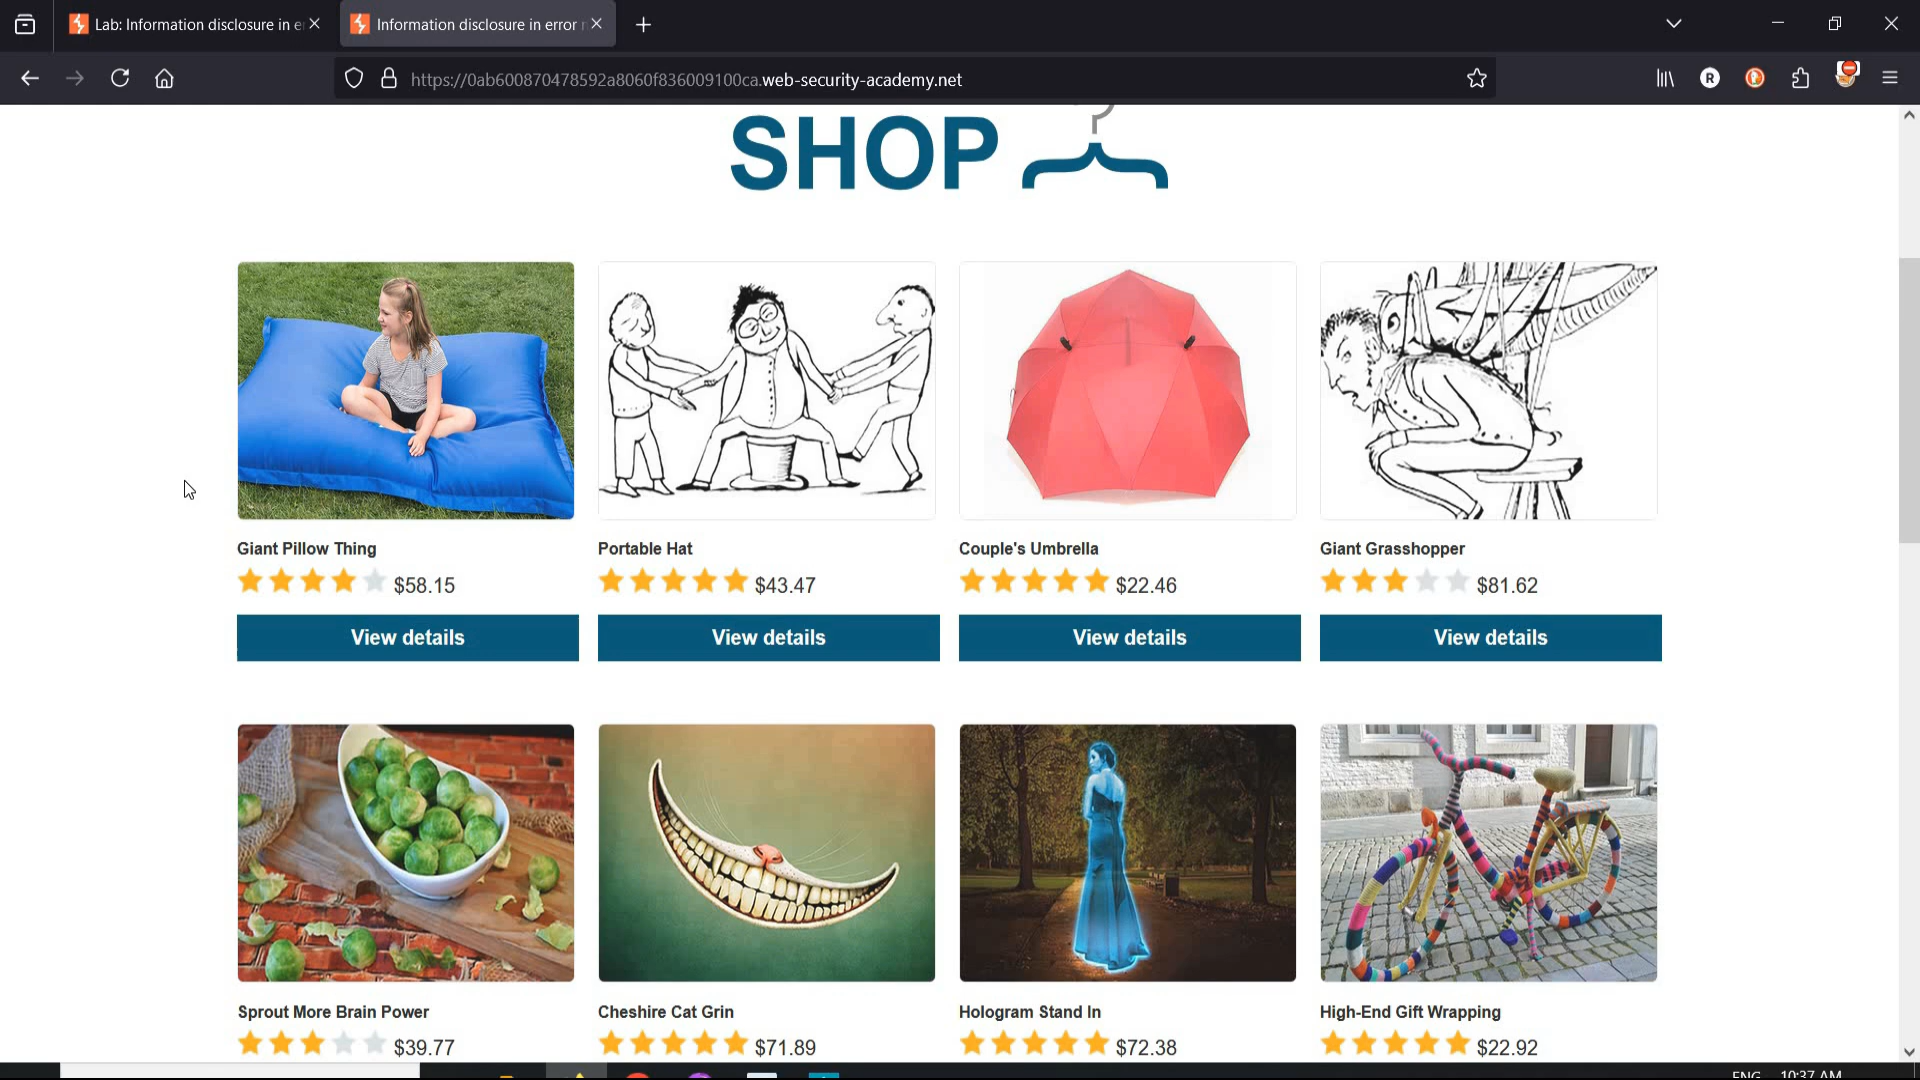 Lab: Information disclosure in e
Information disclosure in error
https://0ab600870478592a8060f836009100ca.web-security-academy.net
R
SHOP
Giant Pillow Thing
Portable Hat
Couple's Umbrella
Giant Grasshopper
$58.15
$43.47
$22.46
$81.62
View details
View details
View details
View details
Sprout More Brain Power
Cheshire Cat Grin
Hologram Stand In
High-End Gift Wrapping
$39.77
$71.89
$72.38
$22.92
ENG
10:37 AM